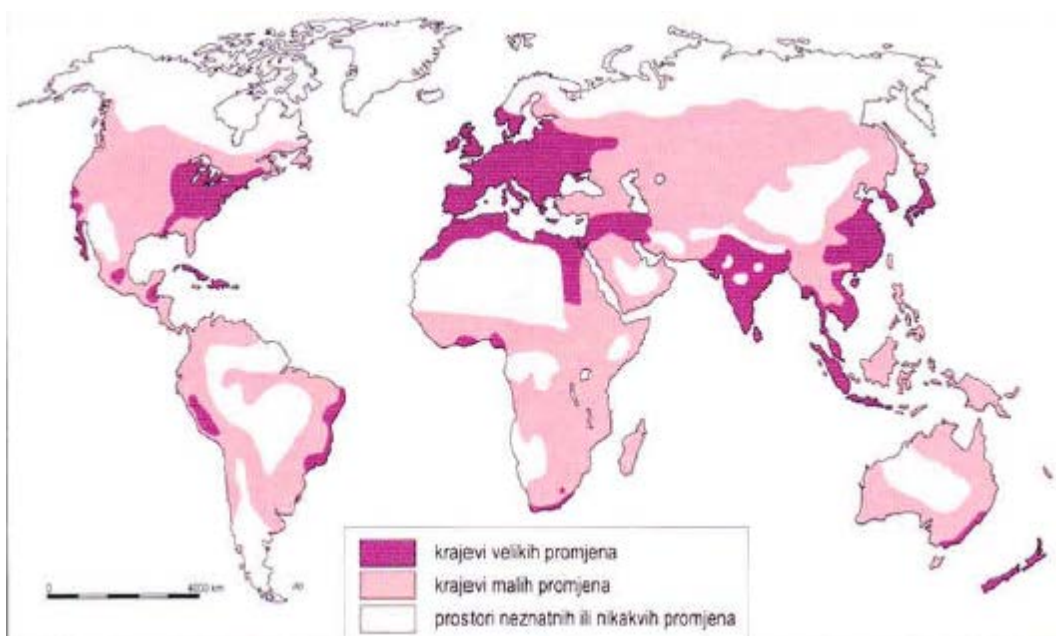 krajevi velikih promjena
krajevi malih promjena
prostori neznatnih ili nikakvih promjena
0 4000 km